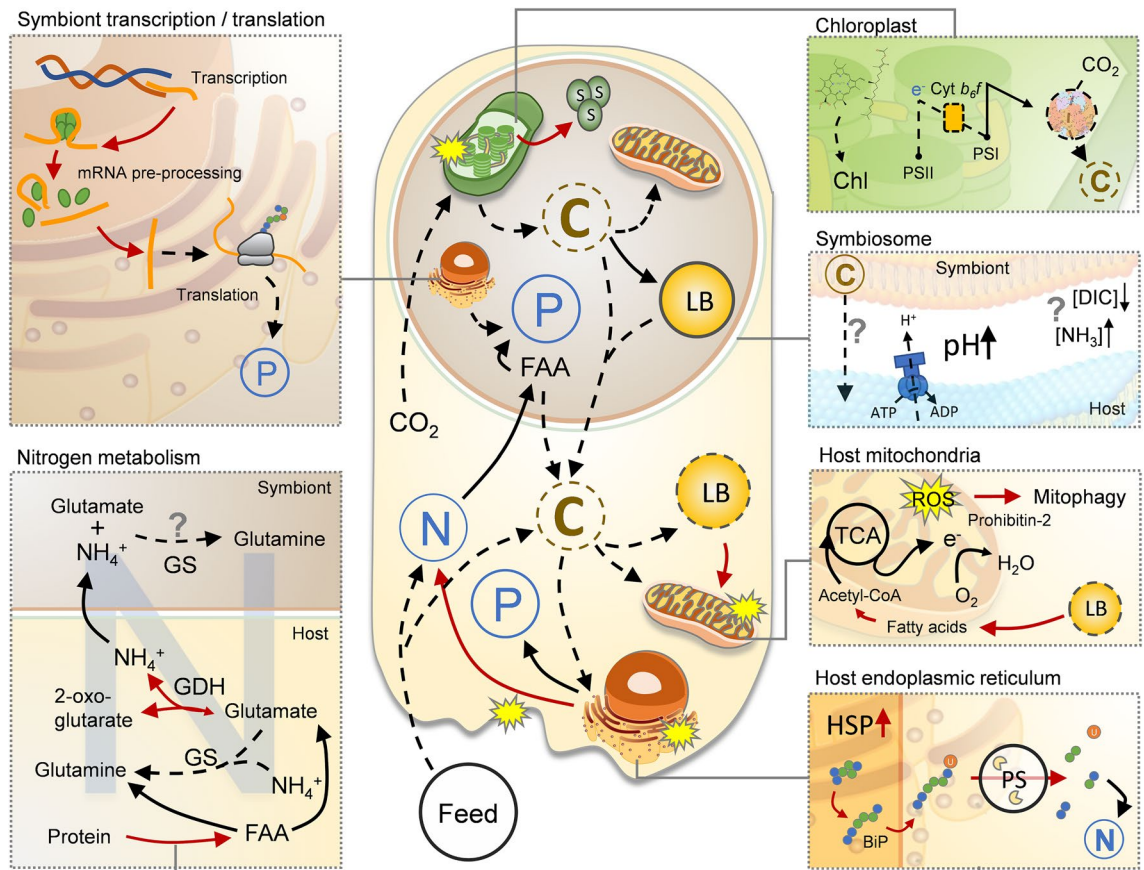 Symbiont transcription / translation
Transcription
mRNA pre-processing
Translation
P
Nitrogen metabolism
Symbiont
Glutamate
+
NH₄⁺
?
GS
Glutamine
N
Host
NH₄⁺
GDH
2-oxo-
glutarate
Glutamate
GS
Glutamine
NH₄⁺
Protein
FAA
S
S
S
C
P
LB
FAA
CO₂
C
LB
N
P
Feed
Chloroplast
CO₂
e⁻ Cyt b₆f
PSI
Chl
PSII
C
Symbiosome
C
Symbiont
?
?
[DIC]↓
[NH₃]↑
H⁺
pH↑
ATP
ADP
Host
Host mitochondria
ROS
Mitophagy
Prohibitin-2
TCA
e⁻
H₂O
Acetyl-CoA
O₂
LB
Fatty acids
Host endoplasmic reticulum
HSP↑
U
U
PS
BiP
N